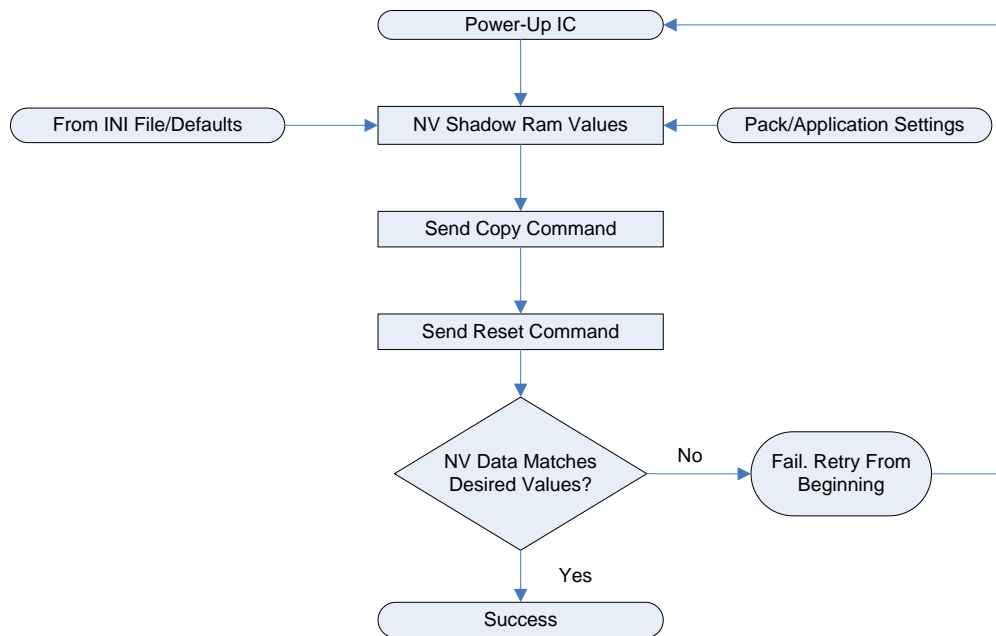 Power-Up IC
From INI File/Defaults
NV Shadow Ram Values
Pack/Application Settings
Send Copy Command
Send Reset Command
NV Data Matches
Desired Values?
No
Fail. Retry From
Beginning
Yes
Success